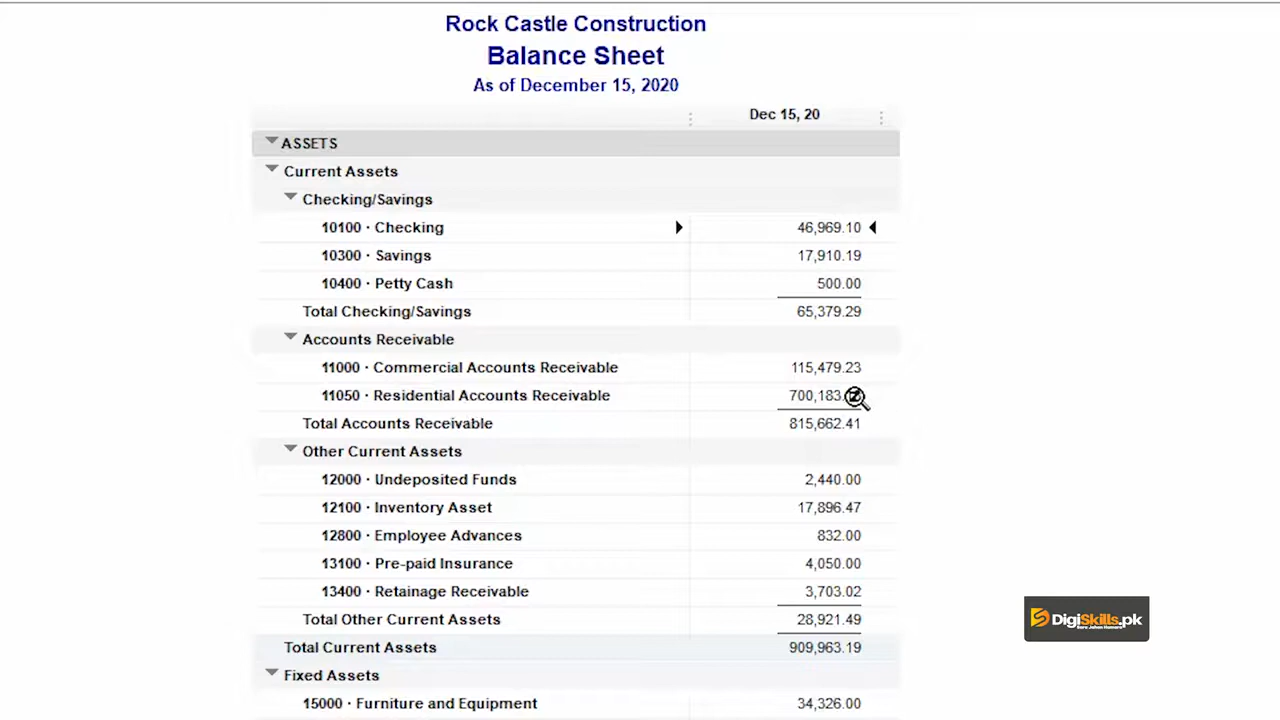 Rock Castle Construction
Balance Sheet
As of December 15, 2020
Dec 15, 20
ASSETS
Current Assets
Checking/Savings
10100 · Checking 46,969.10
10300 · Savings 17,910.19
10400 · Petty Cash 500.00
Total Checking/Savings 65,379.29
Accounts Receivable
11000 · Commercial Accounts Receivable 115,479.23
11050 · Residential Accounts Receivable 700,183.
Total Accounts Receivable 815,662.41
Other Current Assets
12000 · Undeposited Funds 2,440.00
12100 · Inventory Asset 17,896.47
12800 · Employee Advances 832.00
13100 · Pre-paid Insurance 4,050.00
13400 · Retainage Receivable 3,703.02
Total Other Current Assets 28,921.49
Total Current Assets 909,963.19
Fixed Assets
15000 · Furniture and Equipment 34,326.00
DigiSkills.pk